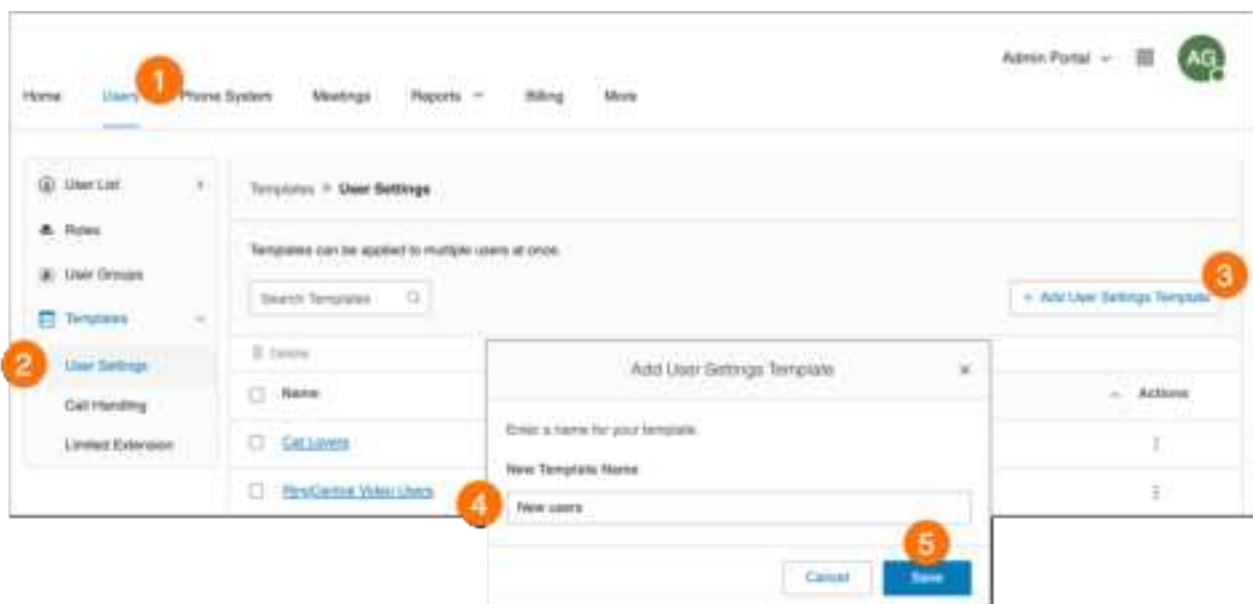 Admin Portal
AG
1
Home Users Phone System Meetings Reports Billing More
User List
Templates > User Settings
Roles
Templates can be applied to multiple users at once.
User Groups
3
Search Templates
+ Add User Settings Template
Templates
2
User Settings
Delete
Add User Settings Template
Name
Actions
Call Handling
Enter a name for your template.
Limited Extension
Cat Lovers
New Template Name
RingCentral Video Users
4
New users
5
Cancel Save